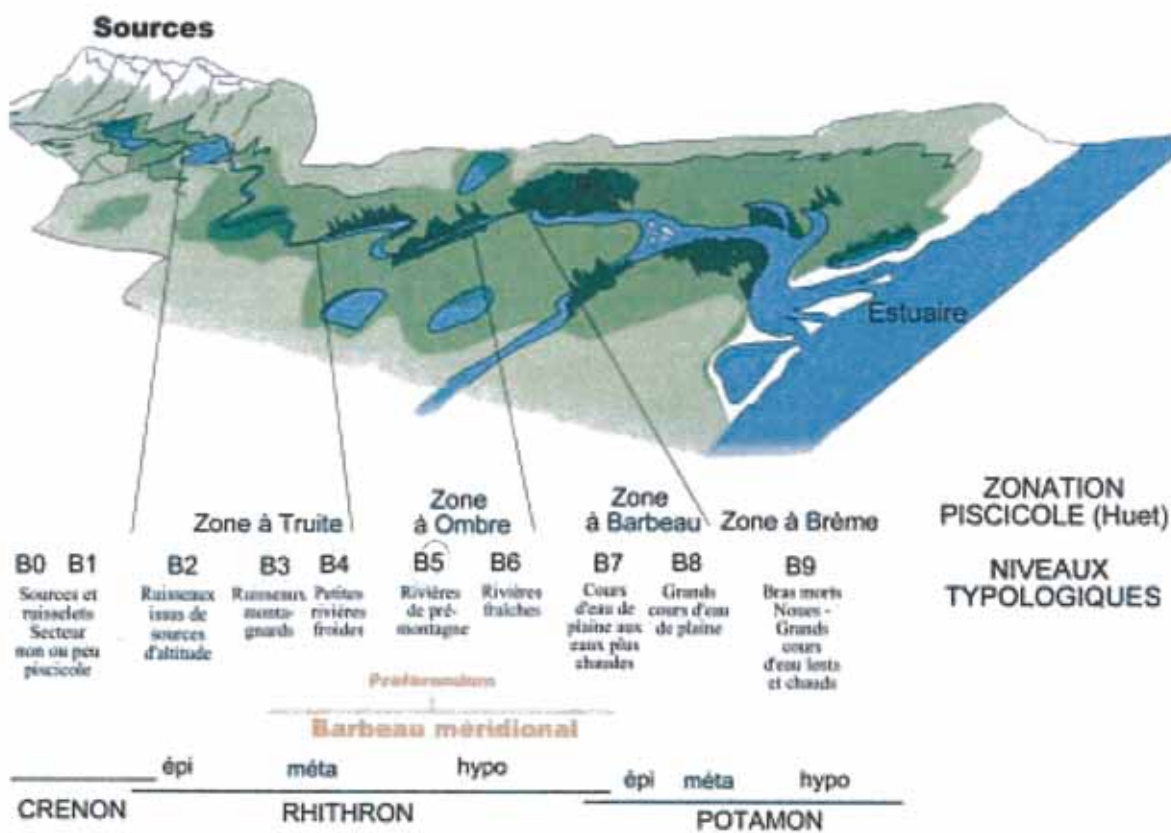 Sources
Estuaire
Zone à Truite
Zone
à Ombre
Zone
à Barbeau
Zone à Brème
ZONATION
PISCICOLE (Huet)
B0 B1
Sources et
ruisselets
Secteur
non ou peu
piscicole
B2
Ruisseaux
issus de
sources
d'altitude
B3
Ruisseaux
monta-
gnards
B4
Petites
rivières
froides
B5
Rivières
de pré-
montagne
B6
Rivières
fraîches
B7
Cours
d'eau de
plaine aux
eaux plus
chaudes
B8
Grands
cours d'eau
de plaine
B9
Bras morts
Noues -
Grands
cours
d'eau lents
et chauds
NIVEAUX
TYPOLOGIQUES
Preferendum
Barbeau méridional
épi méta hypo
épi méta hypo
CRENON
RHITHRON
POTAMON